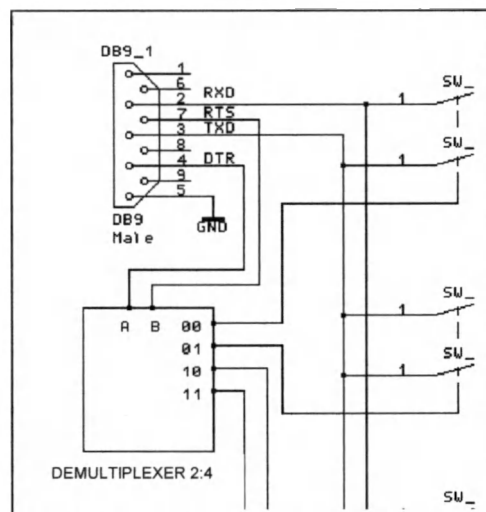 DB9_1
1
6
2 RXD
7 RTS
3 TXD
8
4 DTR
9
5
GND
DB9
Male
1 SW_
1 SW_
A B 00
01
10
11
1 SW_
1 SW_
SW_
DEMULTIPLEXER 2:4